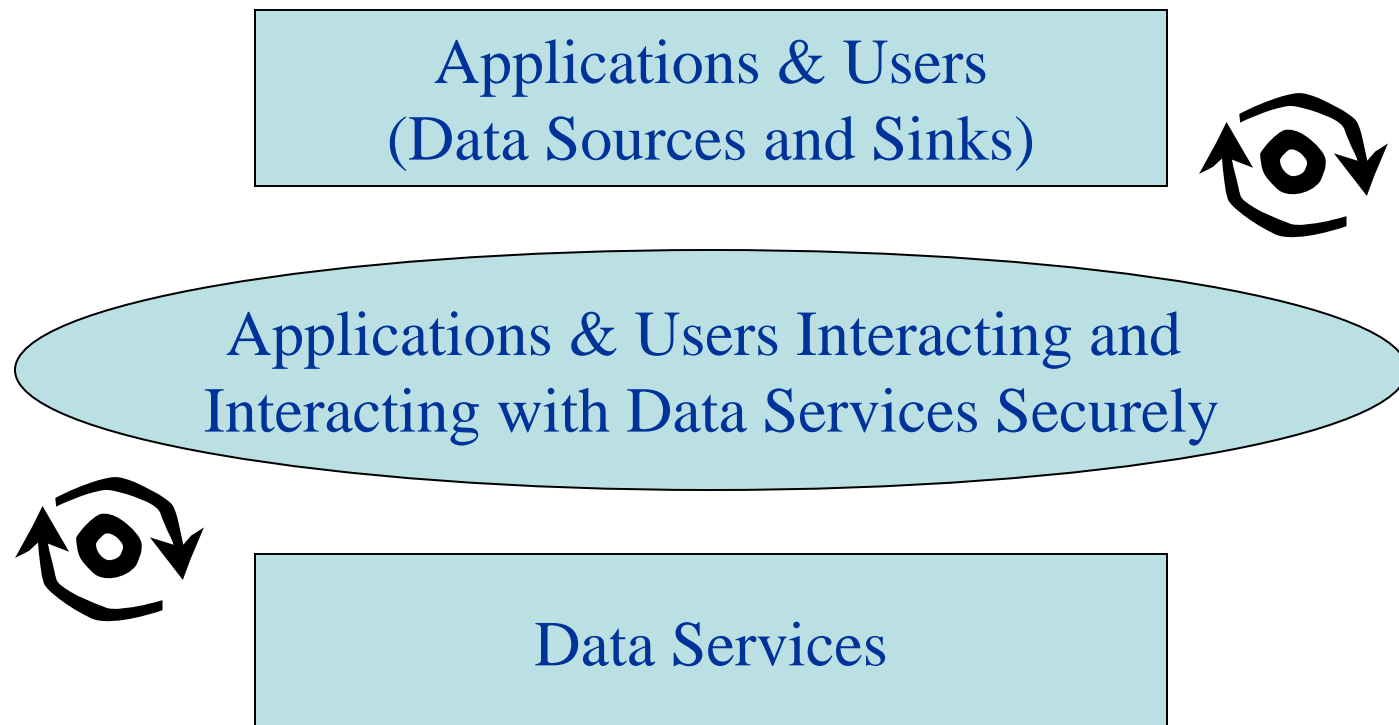 Applications & Users
(Data Sources and Sinks)
Applications & Users Interacting and
Interacting with Data Services Securely
Data Services